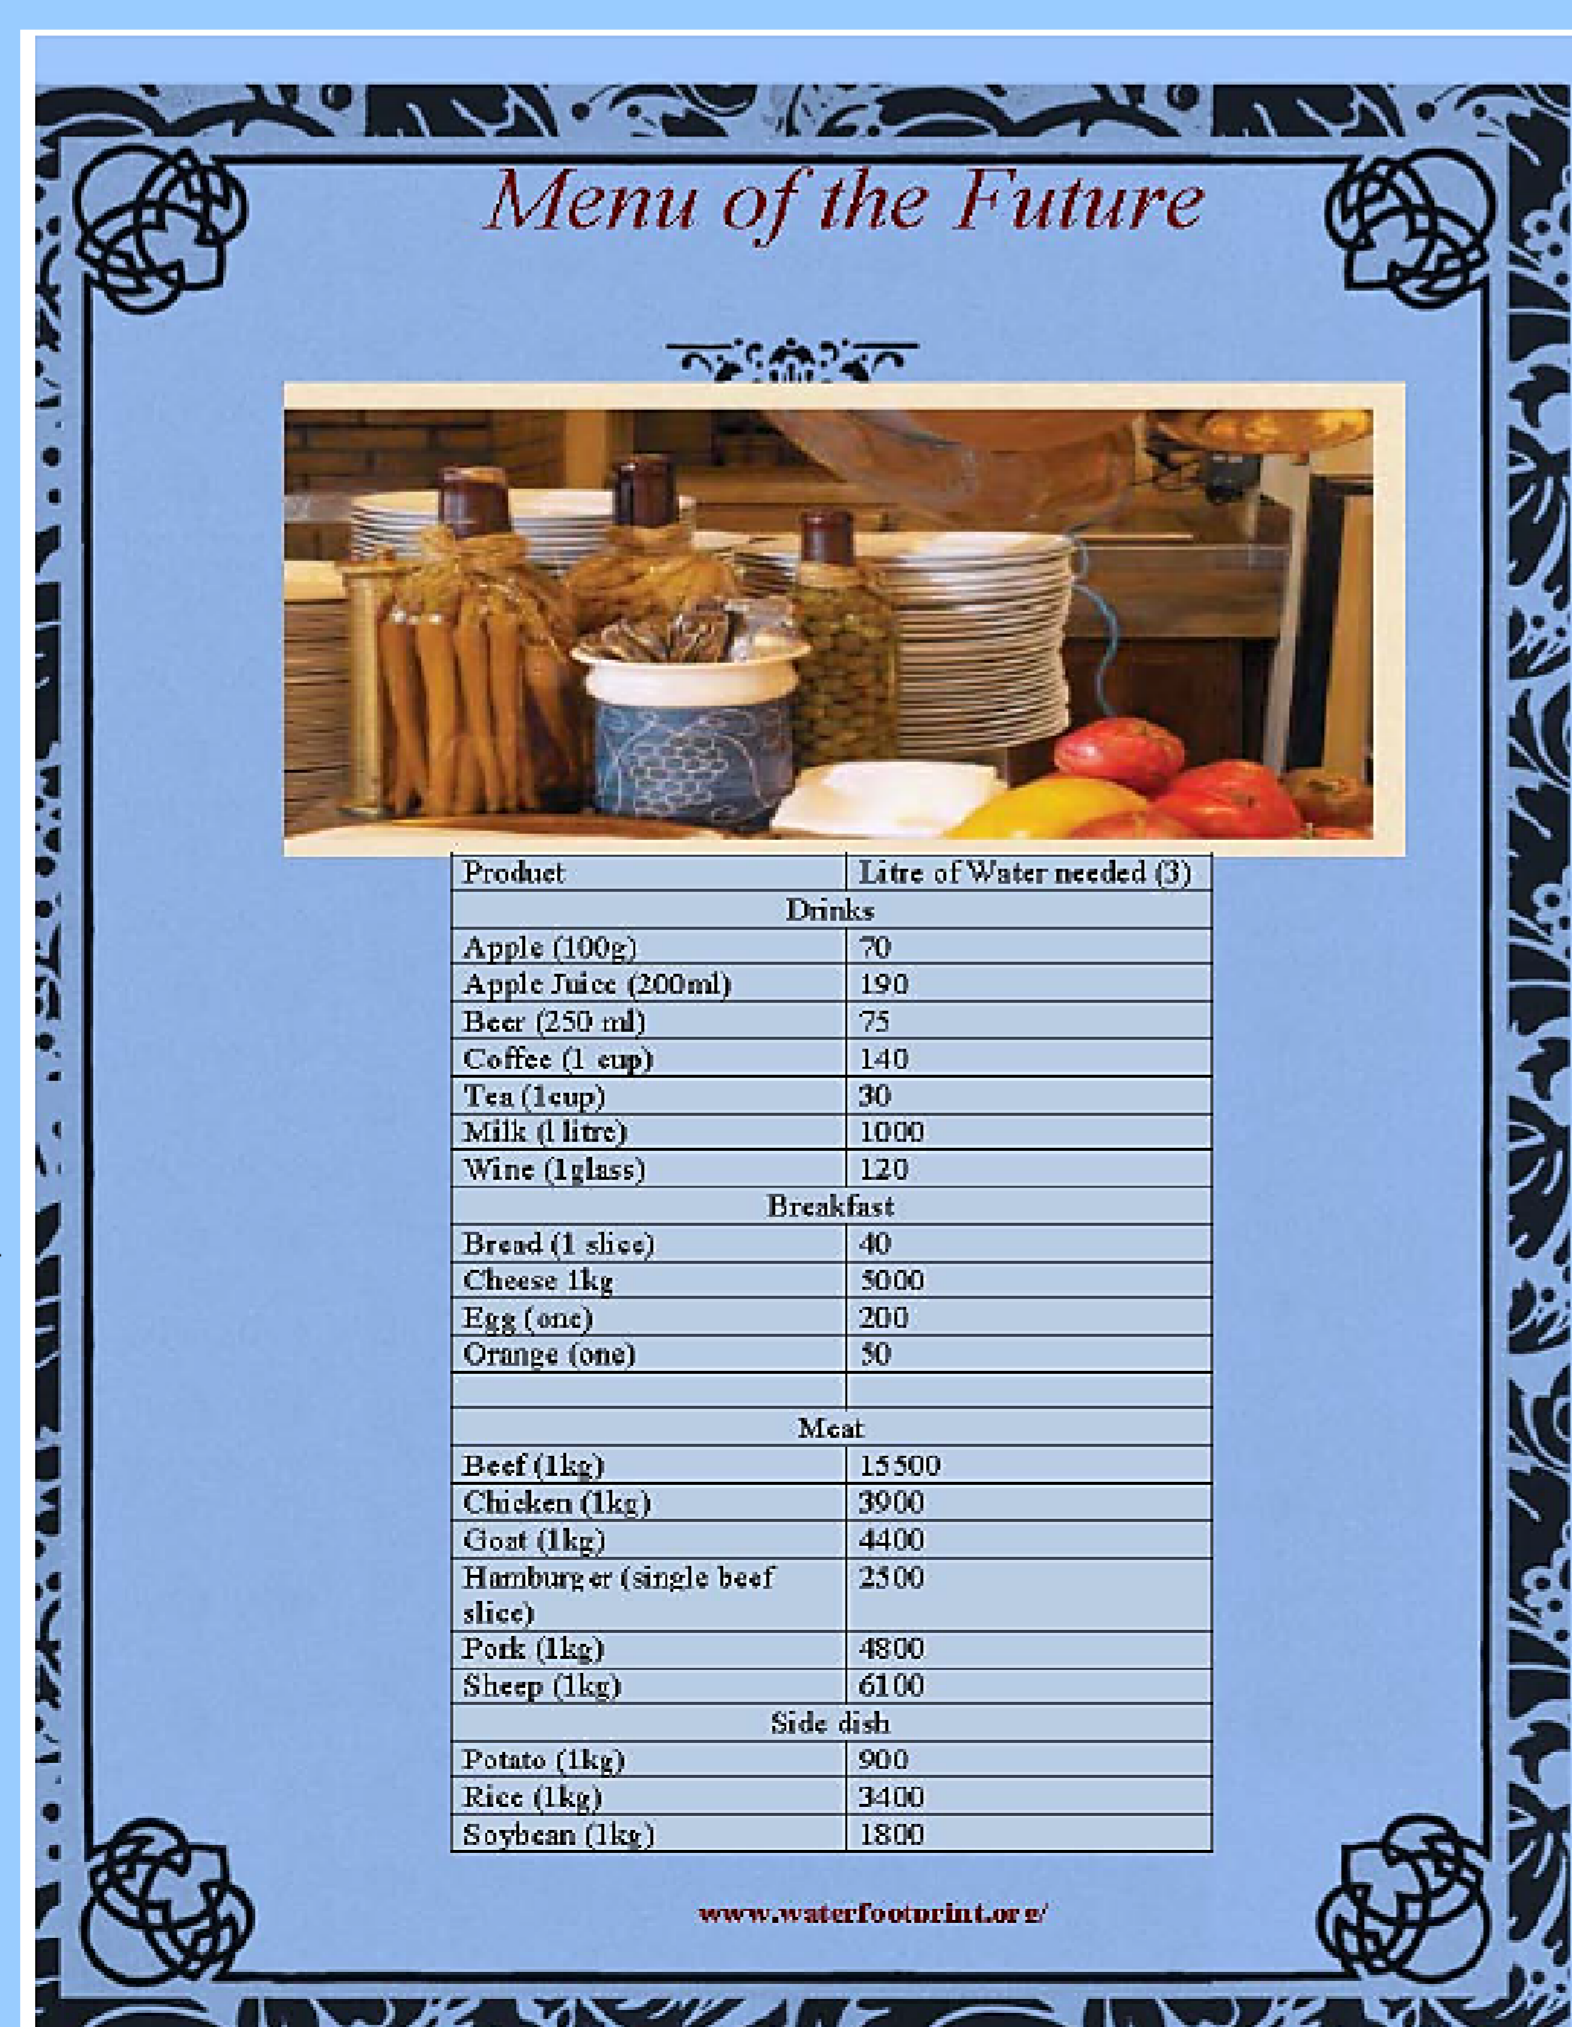 Menu of the Future
Product Litre of Water needed (3)
Drinks
Apple (100g) 70
Apple Juice (200ml) 190
Beer (250 ml) 75
Coffee (1 cup) 140
Tea (1cup) 30
Milk (1 litre) 1000
Wine (1glass) 120
Breakfast
Bread (1 slice) 40
Cheese 1kg 5000
Egg (one) 200
Orange (one) 50
Meat
Beef (1kg) 15500
Chicken (1kg) 3900
Goat (1kg) 4400
Hamburger (single beef 2500
slice)
Pork (1kg) 4800
Sheep (1kg) 6100
Side dish
Potato (1kg) 900
Rice (1kg) 3400
Soybean (1kg) 1800
www.waterfootprint.org/